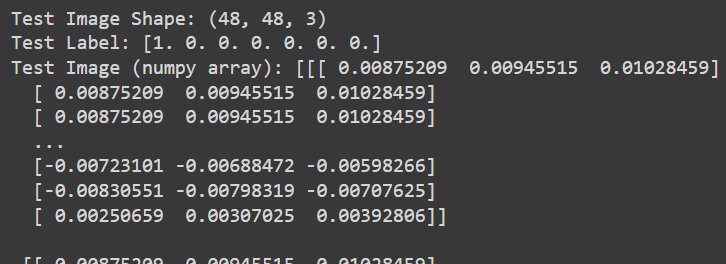 Test Image Shape: (48, 48, 3)
Test Label: [1. 0. 0. 0. 0. 0. 0.]
Test Image (numpy array): [[[ 0.00875209  0.00945515  0.01028459]
  [ 0.00875209  0.00945515  0.01028459]
  [ 0.00875209  0.00945515  0.01028459]
  ...
  [-0.00723101 -0.00688472 -0.00598266]
  [-0.00830551 -0.00798319 -0.00707625]
  [ 0.00250659  0.00307025  0.00392806]]
 [[ 0.00875209  0.00945515  0.01028459]